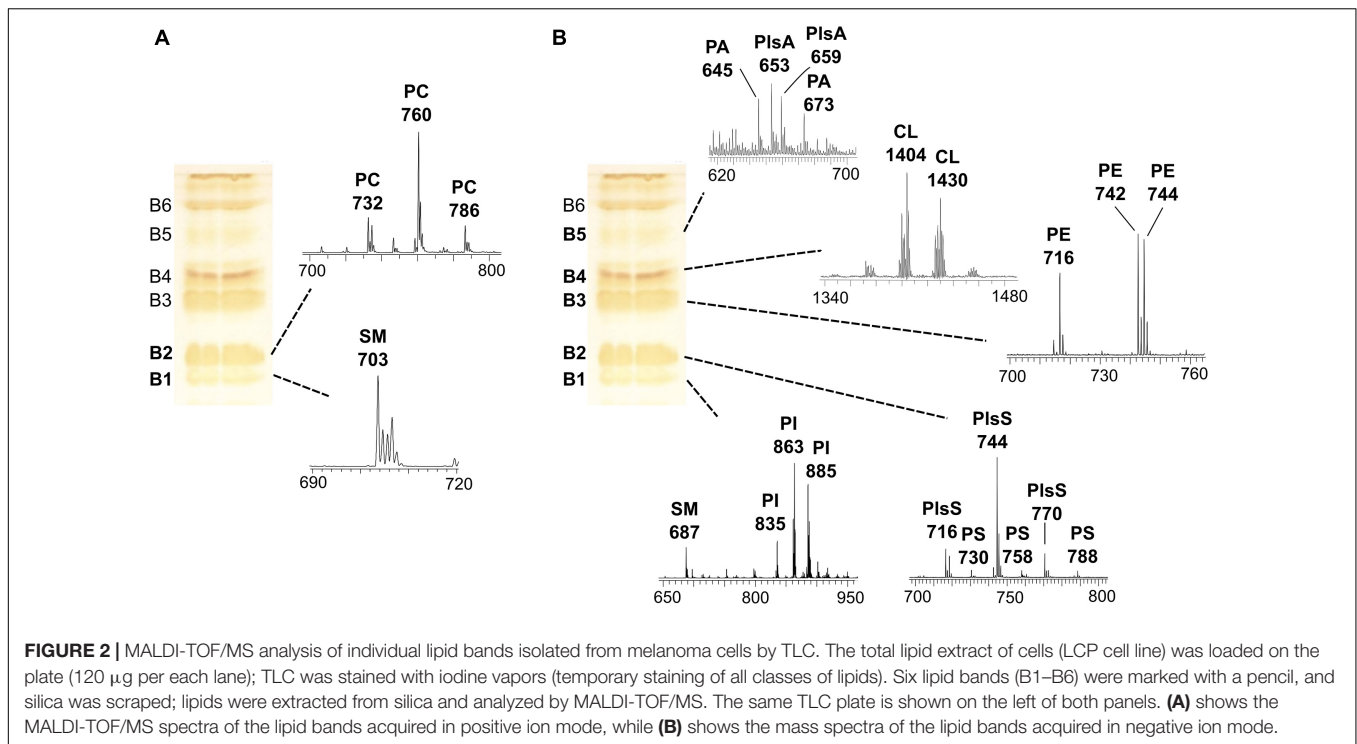 A
B6
B5
B4
B3
B2
B1
PC
760
PC
732
PC
786
700
800
SM
703
690
720
B
B6
B5
B4
B3
B2
B1
PA
645
PlsA
653
PlsA
659
PA
673
620
700
CL
1404
CL
1430
1340
1480
PE
716
PE
742
PE
744
700
730
760
SM
687
PI
835
PI
863
PI
885
650
800
950
PlsS
716
PS
730
PlsS
744
PS
758
PlsS
770
PS
788
700
750
800
FIGURE 2 | MALDI-TOF/MS analysis of individual lipid bands isolated from melanoma cells by TLC. The total lipid extract of cells (LCP cell line) was loaded on the
plate (120 μg per each lane); TLC was stained with iodine vapors (temporary staining of all classes of lipids). Six lipid bands (B1–B6) were marked with a pencil, and
silica was scraped; lipids were extracted from silica and analyzed by MALDI-TOF/MS. The same TLC plate is shown on the left of both panels. (A) shows the
MALDI-TOF/MS spectra of the lipid bands acquired in positive ion mode, while (B) shows the mass spectra of the lipid bands acquired in negative ion mode.